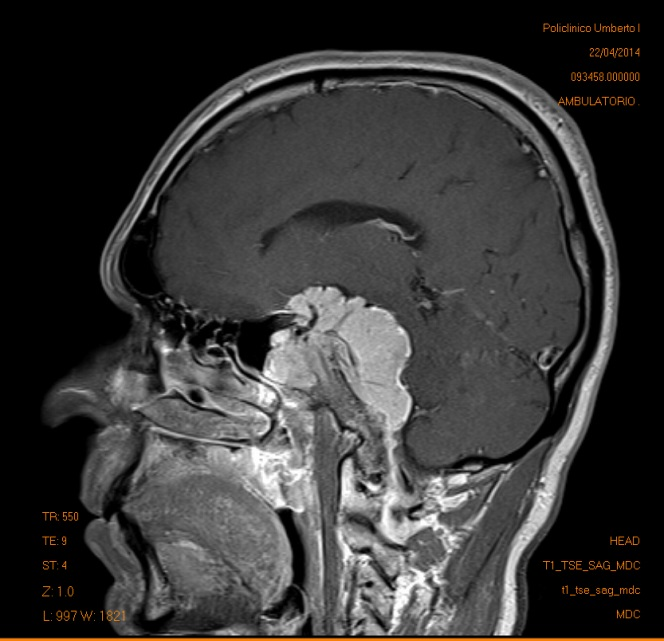 Policlinico Umberto I
22/04/2014
093458.000000
AMBULATORIO .
TR: 550
TE: 9
ST: 4
Z: 1.0
L: 997 W: 1821
HEAD
T1_TSE_SAG_MDC
t1_tse_sag_mdc
MDC